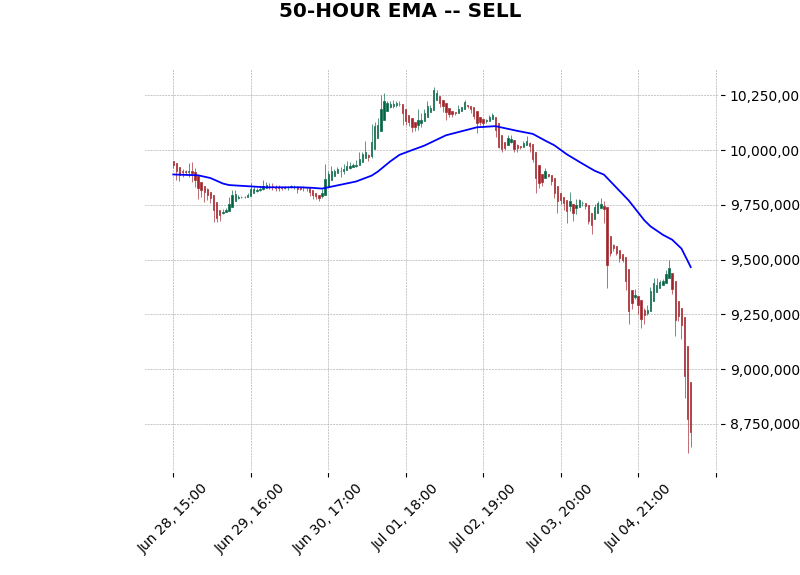 50-HOUR EMA -- SELL
10,250,00
10,000,00
9,750,000
9,500,000
9,250,000
9,000,000
8,750,000
Jun 28, 15:00
Jun 29, 16:00
Jun 30, 17:00
Jul 01, 18:00
Jul 02, 19:00
Jul 03, 20:00
Jul 04, 21:00